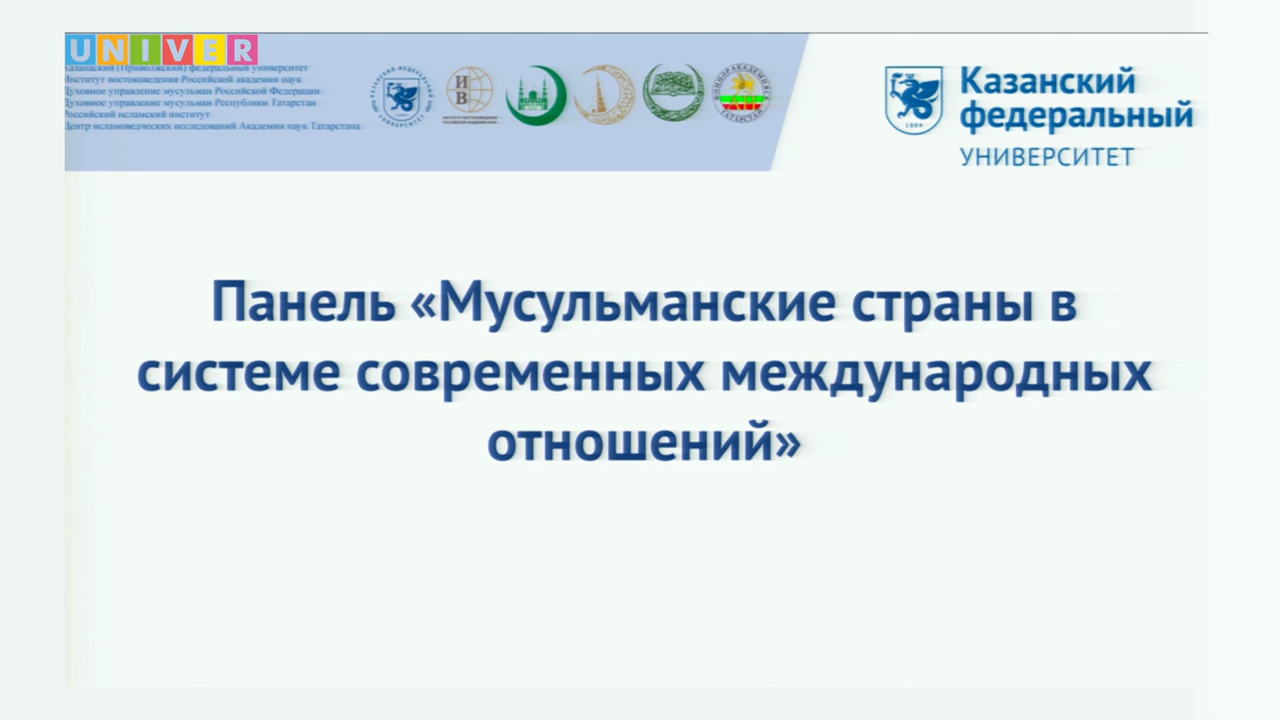 UNIVER
Казанский (Приволжский) федеральный университет
Институт востоковедения Российской академии наук
Духовное управление мусульман Российской Федерации
Духовное управление мусульман Республики Татарстан
Российский исламский институт
Центр исламоведческих исследований Академии наук Татарстана
ИВ
1804
Казанский
федеральный
УНИВЕРСИТЕТ
Панель «Мусульманские страны в
системе современных международных
отношений»